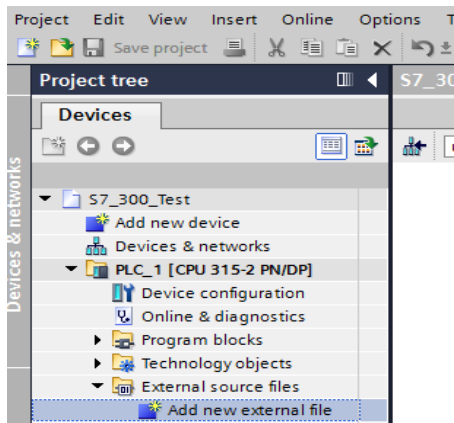 Project Edit View Insert Online Options T
Save project
Project tree
S7_30
Devices
Devices & networks
S7_300_Test
Add new device
Devices & networks
PLC_1 [CPU 315-2 PN/DP]
Device configuration
Online & diagnostics
Program blocks
Technology objects
External source files
Add new external file